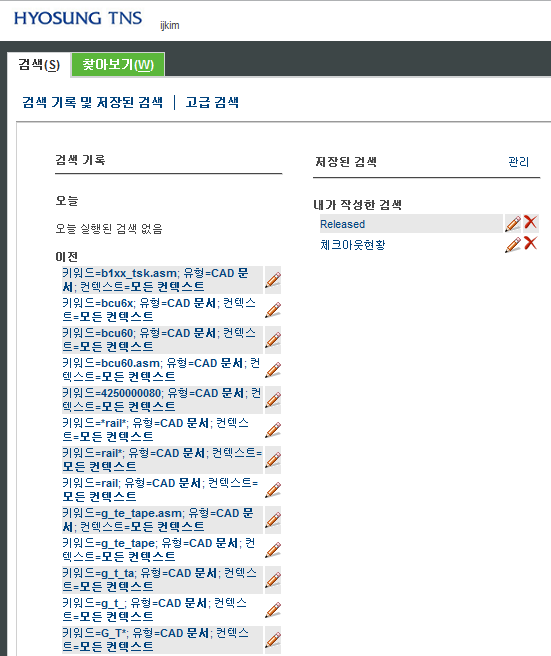 HYOSUNG TNS
ijkim
검색(S) 찾아보기(W)
검색 기록 및 저장된 검색 | 고급 검색
검색 기록
오늘
오늘 실행된 검색 없음
이전
키워드=b1xx_tsk.asm; 유형=CAD 문
서; 컨텍스트=모든 컨텍스트
키워드=bcu6x; 유형=CAD 문서; 컨텍스
트=모든 컨텍스트
키워드=bcu60; 유형=CAD 문서; 컨텍스
트=모든 컨텍스트
키워드=bcu60.asm; 유형=CAD 문서; 컨
텍스트=모든 컨텍스트
키워드=4250000080; 유형=CAD 문서; 컨
텍스트=모든 컨텍스트
키워드=*rail*; 유형=CAD 문서; 컨텍스
트=모든 컨텍스트
키워드=rail*; 유형=CAD 문서; 컨텍스트=
모든 컨텍스트
키워드=rail; 유형=CAD 문서; 컨텍스트=
모든 컨텍스트
키워드=g_te_tape.asm; 유형=CAD 문
서; 컨텍스트=모든 컨텍스트
키워드=g_te_tape; 유형=CAD 문서; 컨
텍스트=모든 컨텍스트
키워드=g_t_ta; 유형=CAD 문서; 컨텍스
트=모든 컨텍스트
키워드=g_t_; 유형=CAD 문서; 컨텍스
트=모든 컨텍스트
키워드=G_T*; 유형=CAD 문서; 컨텍스
트=모든 컨텍스트
저장된 검색 관리
내가 작성한 검색
Released
체크아웃현황